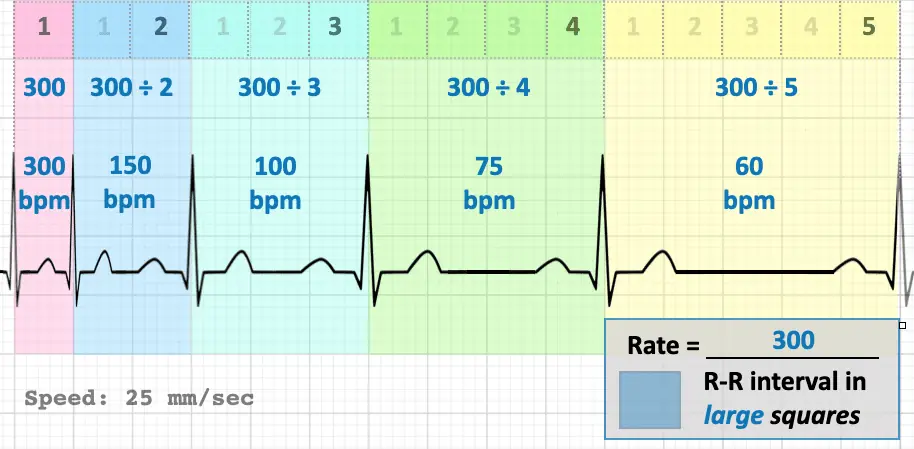 1 1 2 1 2 3 1 2 3 4 1 2 3 4 5
300 300 ÷ 2 300 ÷ 3 300 ÷ 4 300 ÷ 5
300 150 100 75 60
bpm bpm bpm bpm bpm
Rate = 300
R-R interval in
large squares
Speed: 25 mm/sec